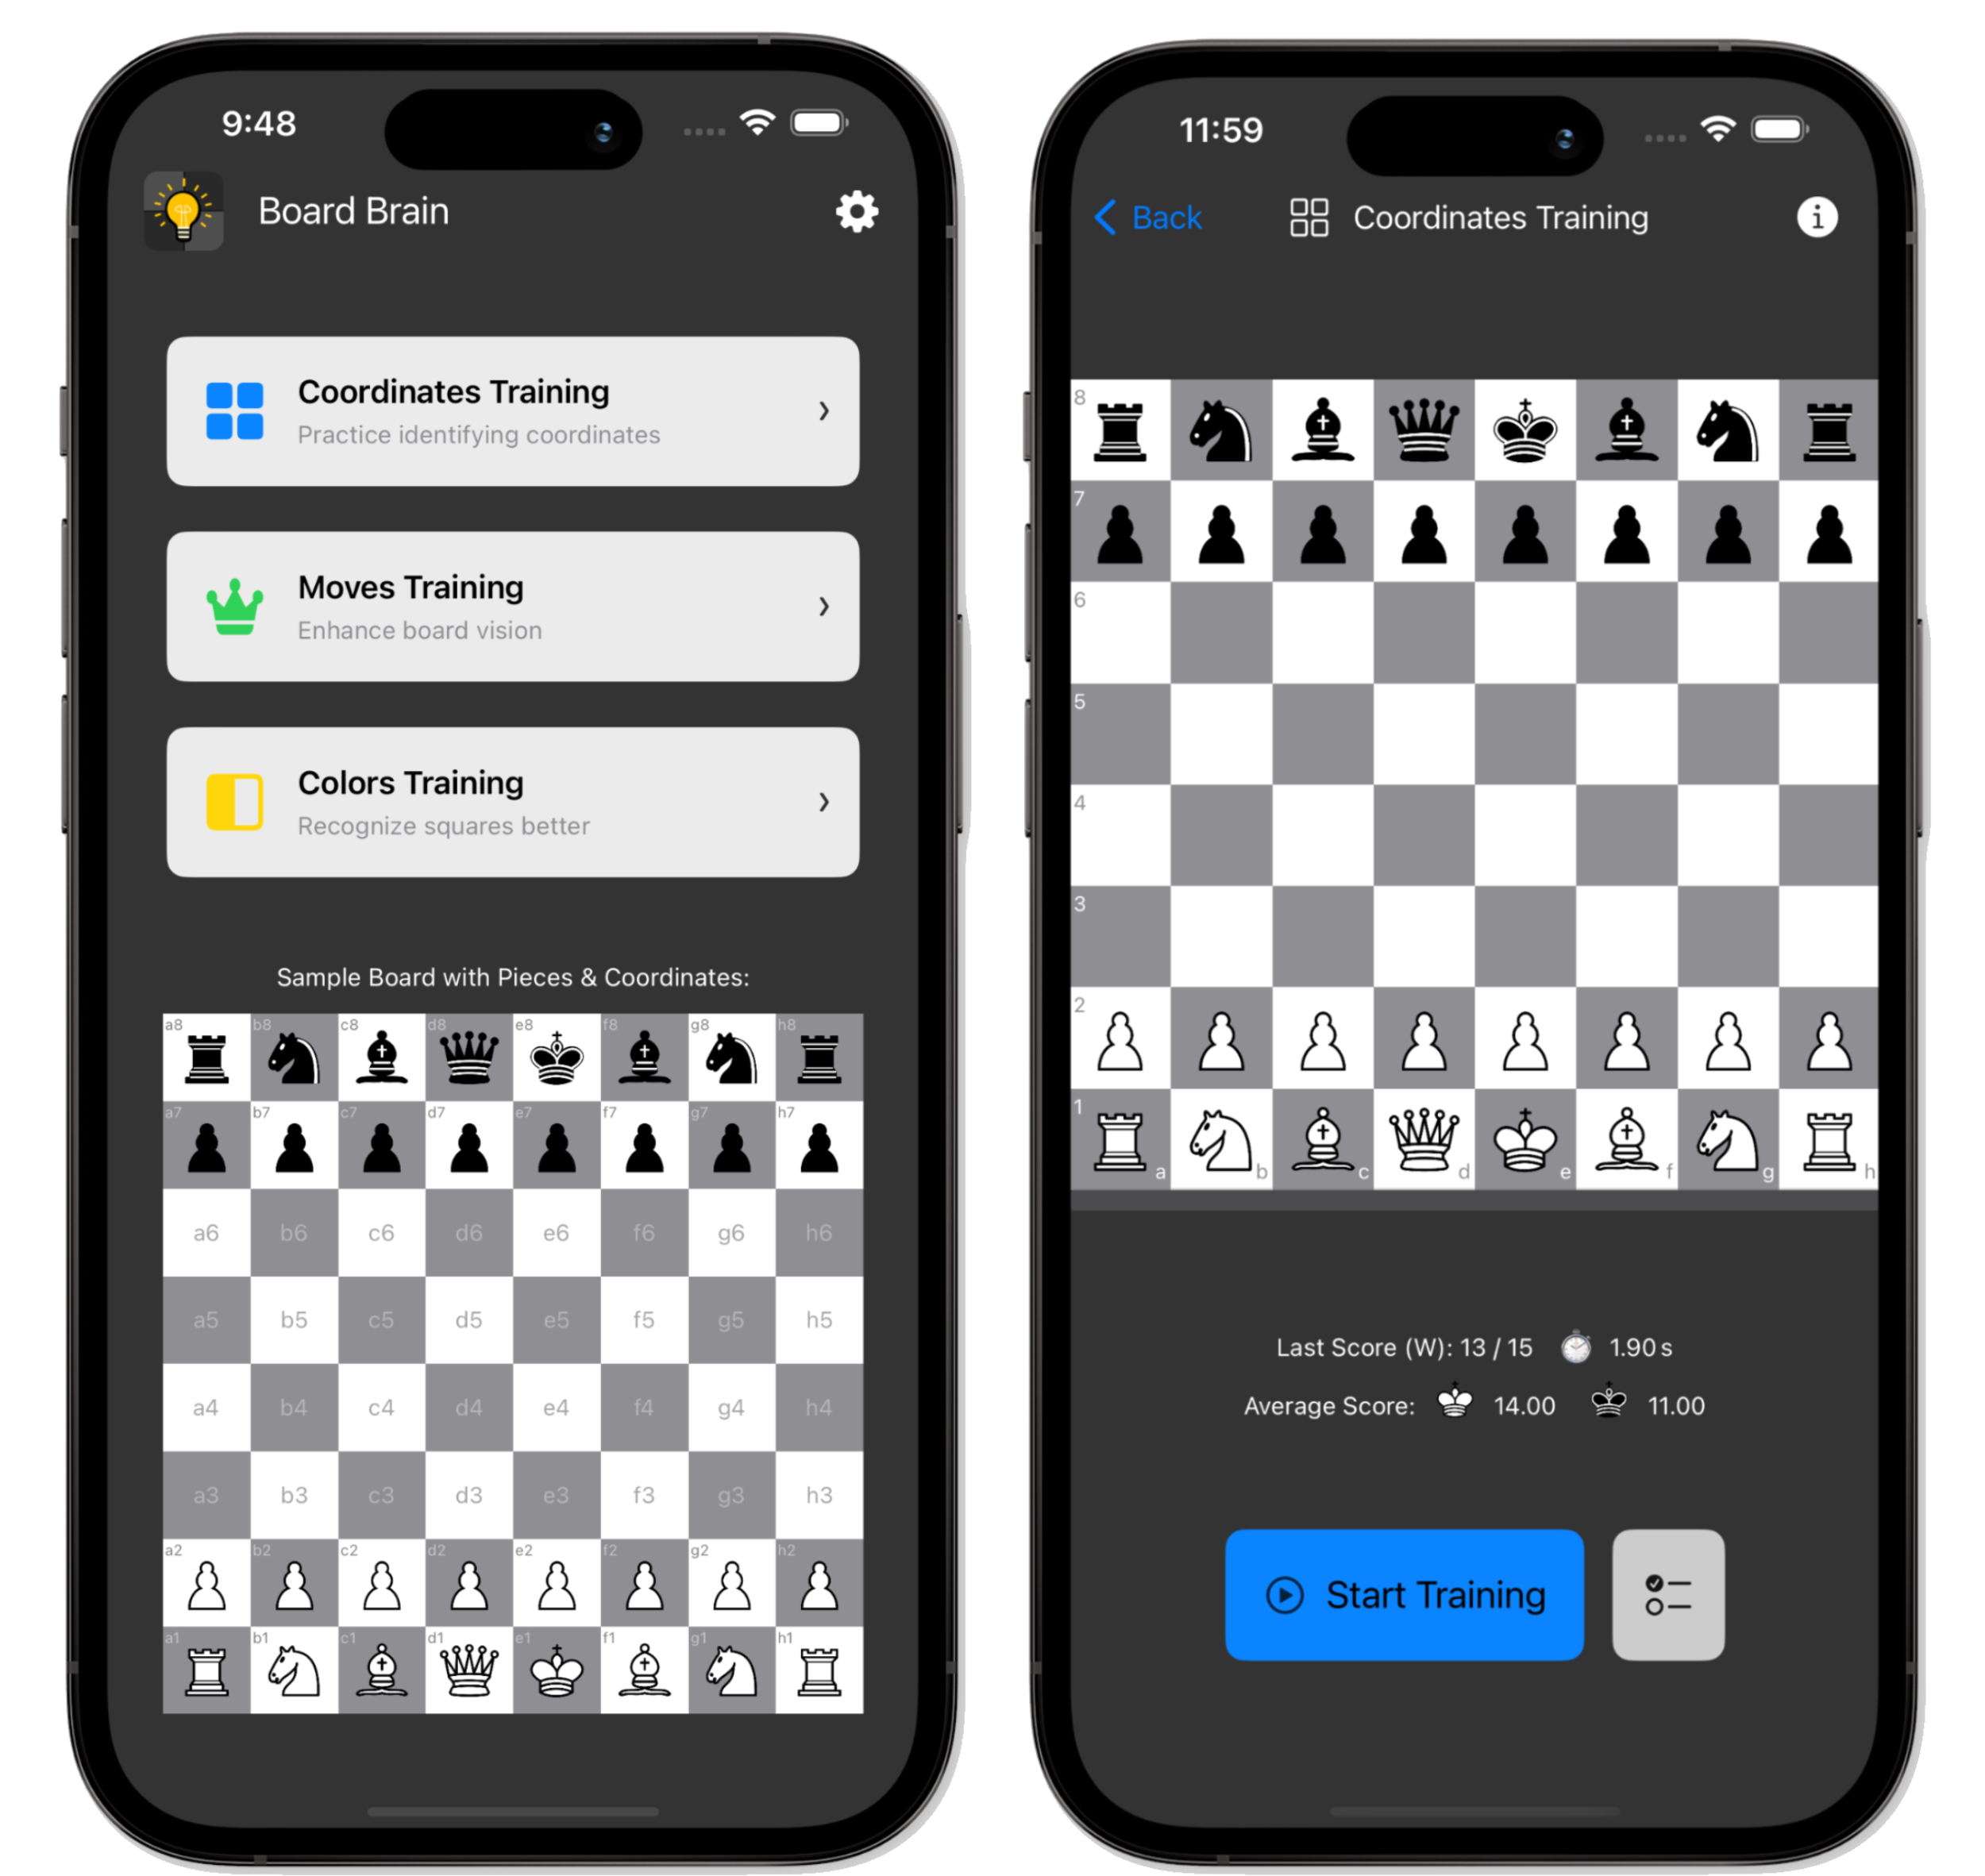 9:48
Board Brain
Coordinates Training
Practice identifying coordinates
Moves Training
Enhance board vision
Colors Training
Recognize squares better
Sample Board with Pieces & Coordinates:
a8 b8 c8 d8 e8 f8 g8 h8
a7 b7 c7 d7 e7 f7 g7 h7
a6 b6 c6 d6 e6 f6 g6 h6
a5 b5 c5 d5 e5 f5 g5 h5
a4 b4 c4 d4 e4 f4 g4 h4
a3 b3 c3 d3 e3 f3 g3 h3
a2 b2 c2 d2 e2 f2 g2 h2
a1 b1 c1 d1 e1 f1 g1 h1
11:59
Back Coordinates Training
8
7
6
5
4
3
2
1
a b c d e f g h
Last Score (W): 13 / 15 1.90 s
Average Score: 14.00 11.00
Start Training